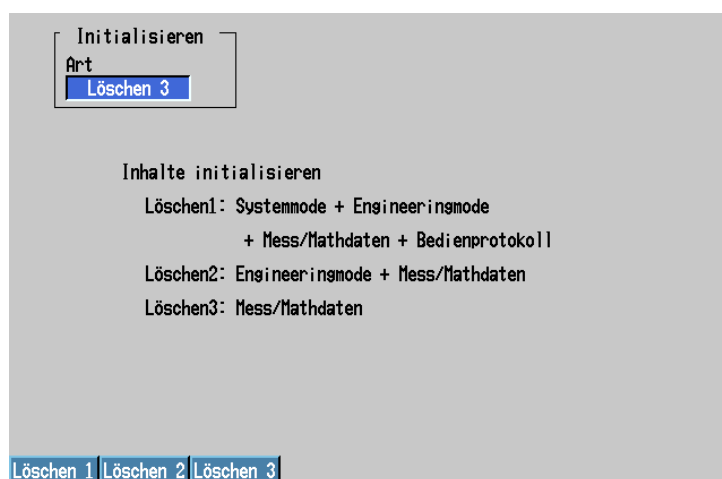 Initialisieren
Art
Löschen 3
Inhalte initialisieren
Löschen1: Systemmode + Engineeringmode
+ Mess/Mathdaten + Bedienprotokoll
Löschen2: Engineeringmode + Mess/Mathdaten
Löschen3: Mess/Mathdaten
Löschen 1 Löschen 2 Löschen 3